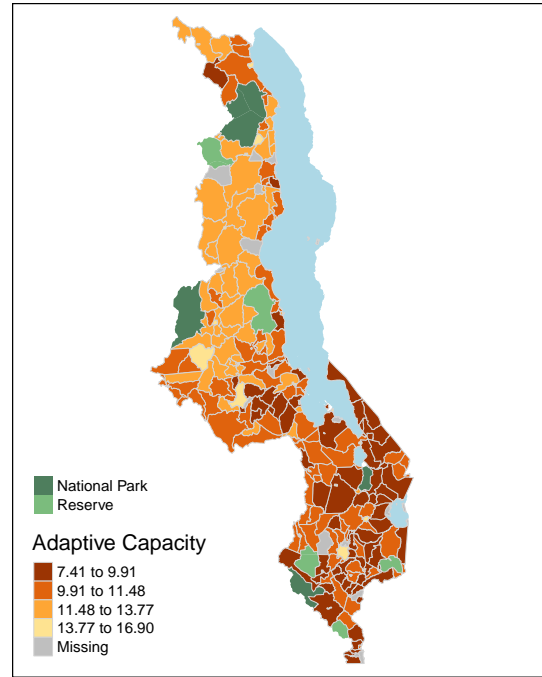 National Park
Reserve
Adaptive Capacity
7.41 to 9.91
9.91 to 11.48
11.48 to 13.77
13.77 to 16.90
Missing